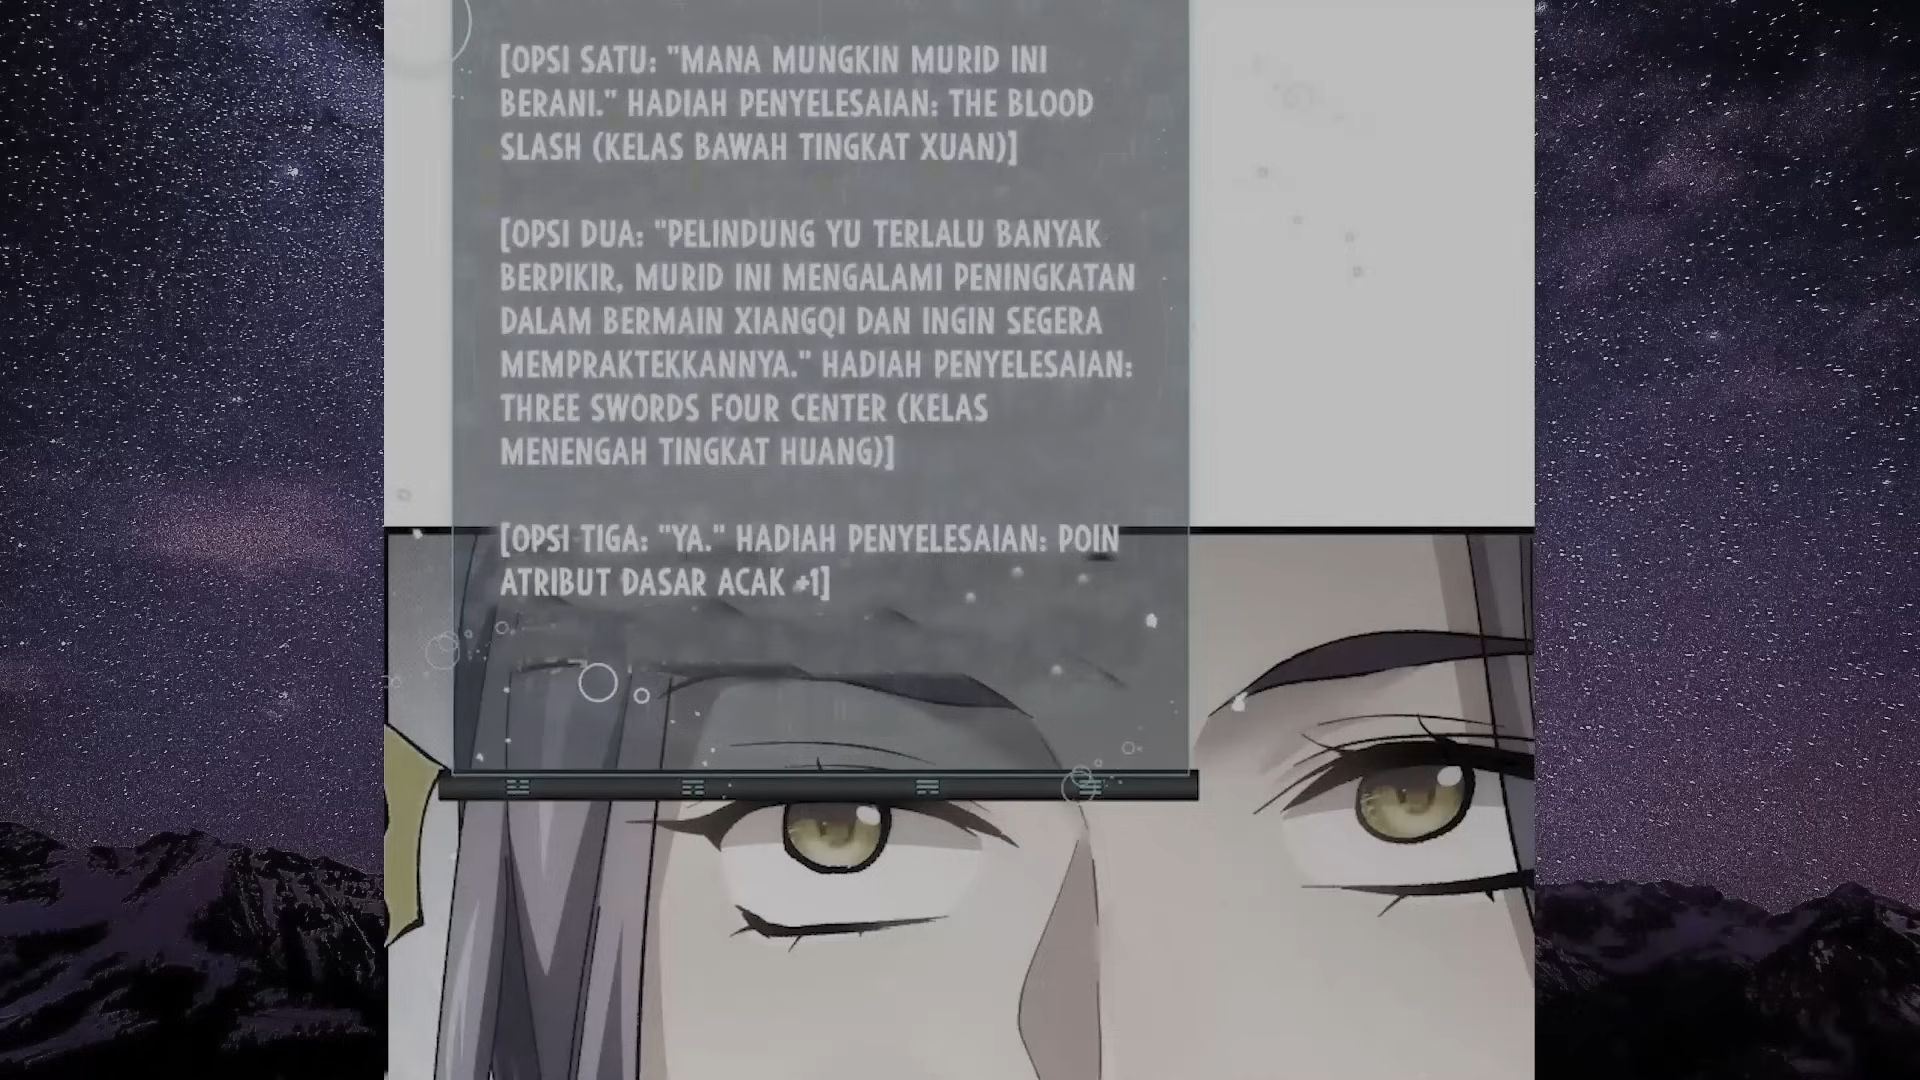 [OPSI SATU: "MANA MUNGKIN MURID INI
BERANI." HADIAH PENYELESAIAN: THE BLOOD
SLASH (KELAS BAWAH TINGKAT XUAN)]
[OPSI DUA: "PELINDUNG YU TERLALU BANYAK
BERPIKIR, MURID INI MENGALAMI PENINGKATAN
DALAM BERMAIN XIANGQI DAN INGIN SEGERA
MEMPRAKTEKKANNYA." HADIAH PENYELESAIAN:
THREE SWORDS FOUR CENTER (KELAS
MENENGAH TINGKAT HUANG)]
[OPSI TIGA: "YA." HADIAH PENYELESAIAN: POIN
ATRIBUT DASAR ACAK +1]